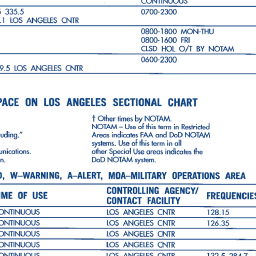 CONTINUOUS
335.5 0700-2300
.1 LOS ANGELES CNTR
0800-1800 MON-THU
0800-1600 FRI
CLSD HOL O/T BY NOTAM
0600-2300
9.5 LOS ANGELES CNTR
PACE ON LOS ANGELES SECTIONAL CHART
† Other times by NOTAM.
NOTAM – Use of this term in Restricted
uding.” Areas indicates FAA and DoD NOTAM
systems. Use of this term in all
unications. other Special Use areas indicates the
n. DoD NOTAM system.
, W—WARNING, A—ALERT, MOA—MILITARY OPERATIONS AREA
ME OF USE CONTROLLING AGENCY/ CONTACT FACILITY FREQUENCIES
ONTINUOUS LOS ANGELES CNTR 128.15
ONTINUOUS LOS ANGELES CNTR 126.35
ONTINUOUS LOS ANGELES CNTR
ONTINUOUS LOS ANGELES CNTR
ONTINUOUS LOS ANGELES CNTR